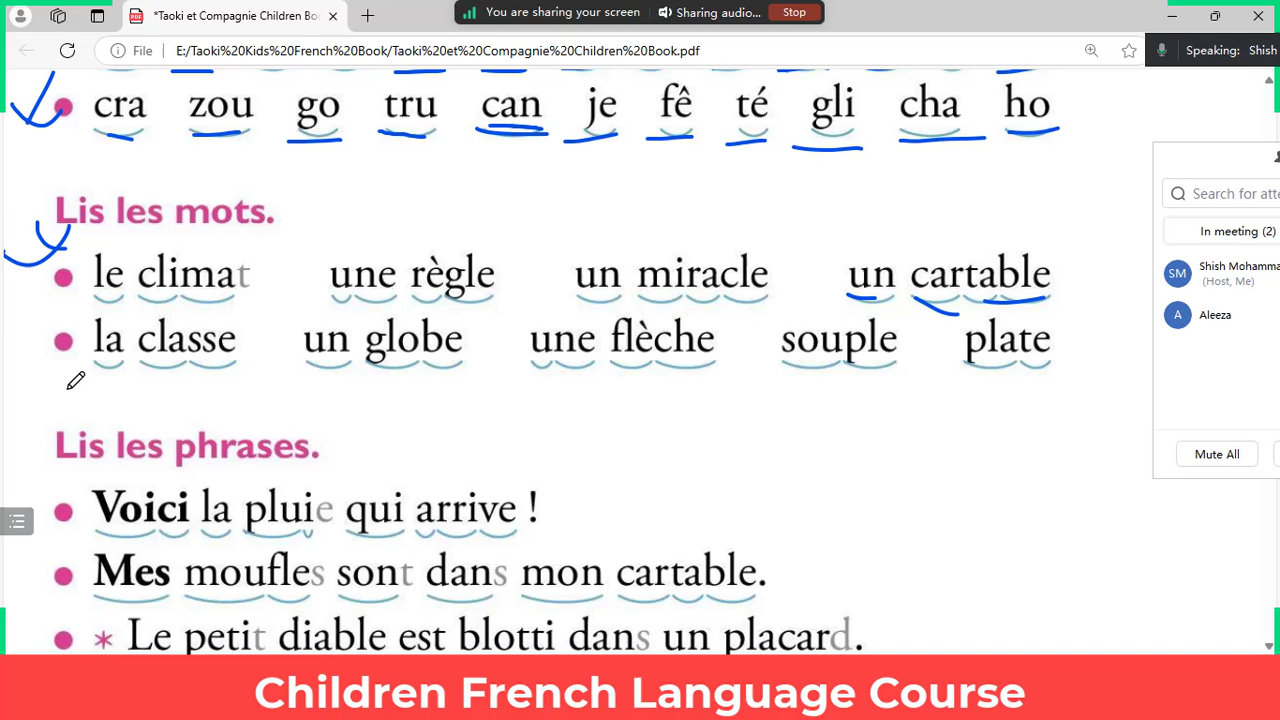 *Taoki et Compagnie Children Bo
You are sharing your screen
Sharing audio...
Stop
File
E:/Taoki%20Kids%20French%20Book/Taoki%20et%20Compagnie%20Children%20Book.pdf
Speaking: Shish
cra zou go tru can je fê té gli cha ho
Lis les mots.
le climat une règle un miracle un cartable
la classe un globe une flèche souple plate
Lis les phrases.
Voici la pluie qui arrive !
Mes moufles sont dans mon cartable.
* Le petit diable est blotti dans un placard.
Search for atte
In meeting (2)
SM
Shish Mohamma
(Host, Me)
A
Aleeza
Mute All
Children French Language Course